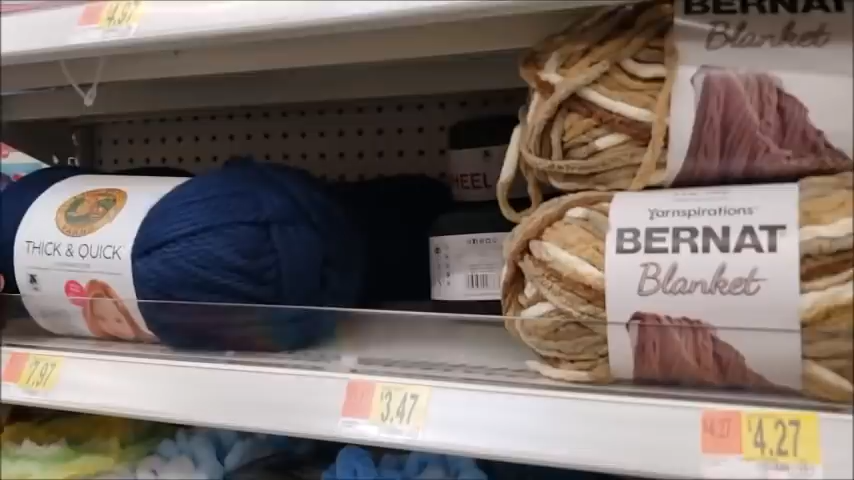 4.97
BERNAT
Blanket
HEEL
THICK & QUICK
Yarnspirations
BERNAT
Blanket
7.97
3.47
4.27
$4.27